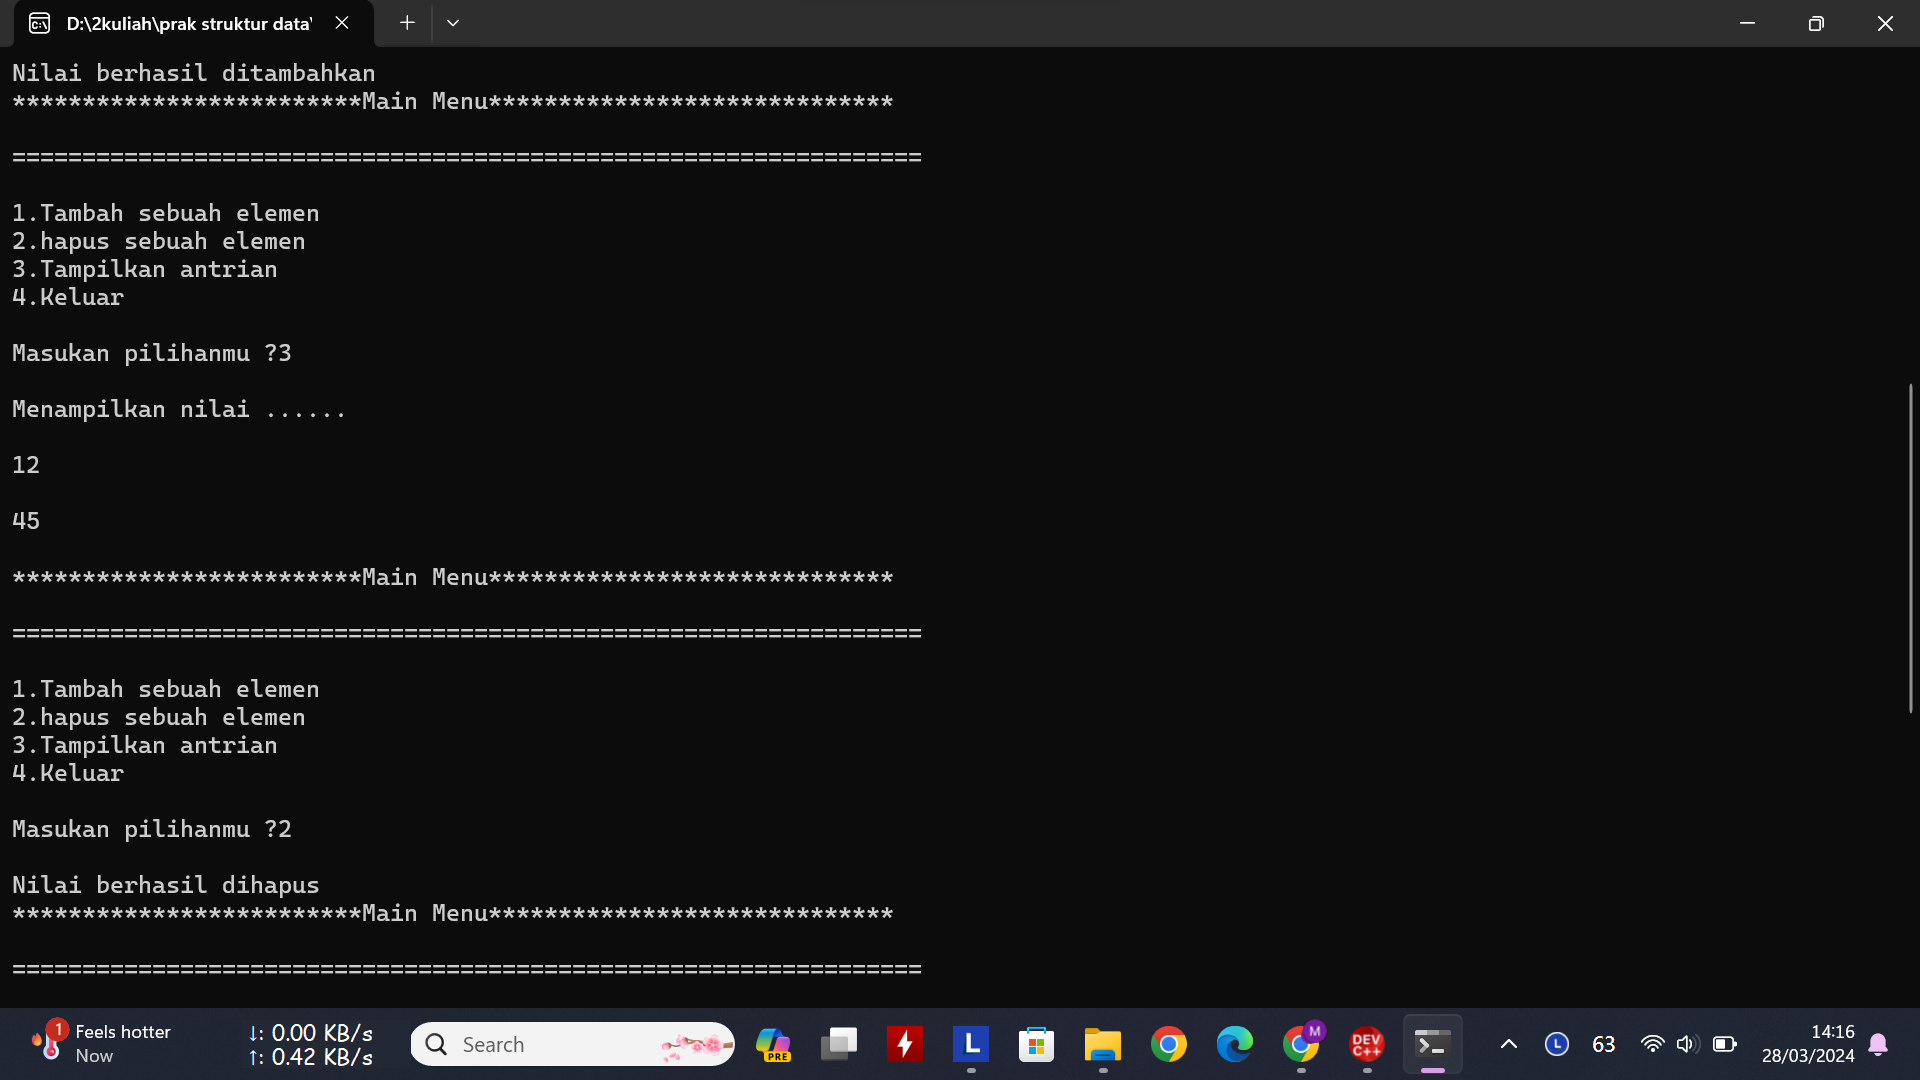 D:\2kuliah\prak struktur data\
Nilai berhasil ditambahkan
*************************Main Menu*****************************

=================================================================

1.Tambah sebuah elemen
2.hapus sebuah elemen
3.Tampilkan antrian
4.Keluar

Masukan pilihanmu ?3

Menampilkan nilai ......

12

45

*************************Main Menu*****************************

=================================================================

1.Tambah sebuah elemen
2.hapus sebuah elemen
3.Tampilkan antrian
4.Keluar

Masukan pilihanmu ?2

Nilai berhasil dihapus
*************************Main Menu*****************************

=================================================================
1
Feels hotter
Now
↓: 0.00 KB/s
↑: 0.42 KB/s
Search
PRE
L
M
DEV
C++
L
63
14:16
28/03/2024